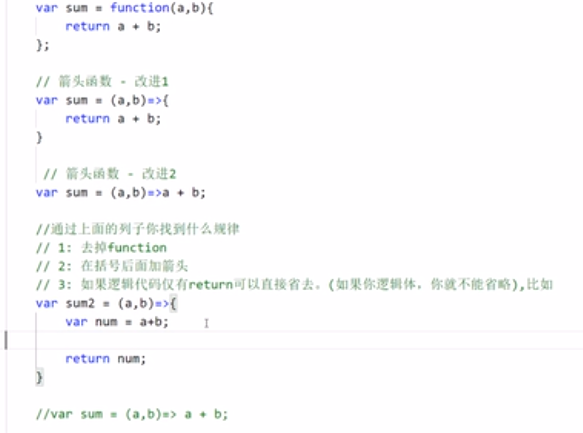 var sum = function(a,b){
return a + b;
};
// 箭头函数 - 改进1
var sum = (a,b)=>{
return a + b;
}
// 箭头函数 - 改进2
var sum = (a,b)=>a + b;
//通过上面的列子你找到什么规律
// 1: 去掉function
// 2: 在括号后面加箭头
// 3: 如果逻辑代码仅有return可以直接省去。(如果你逻辑体，你就不能省略),比如
var sum2 = (a,b)=>{
var num = a+b;
return num;
}
//var sum = (a,b)=> a + b;